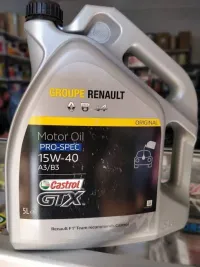 GROUPE RENAULT
ORIGINAL
Motor Oil
PRO-SPEC
15W-40
A3/B3
Castrol
GTX
5L